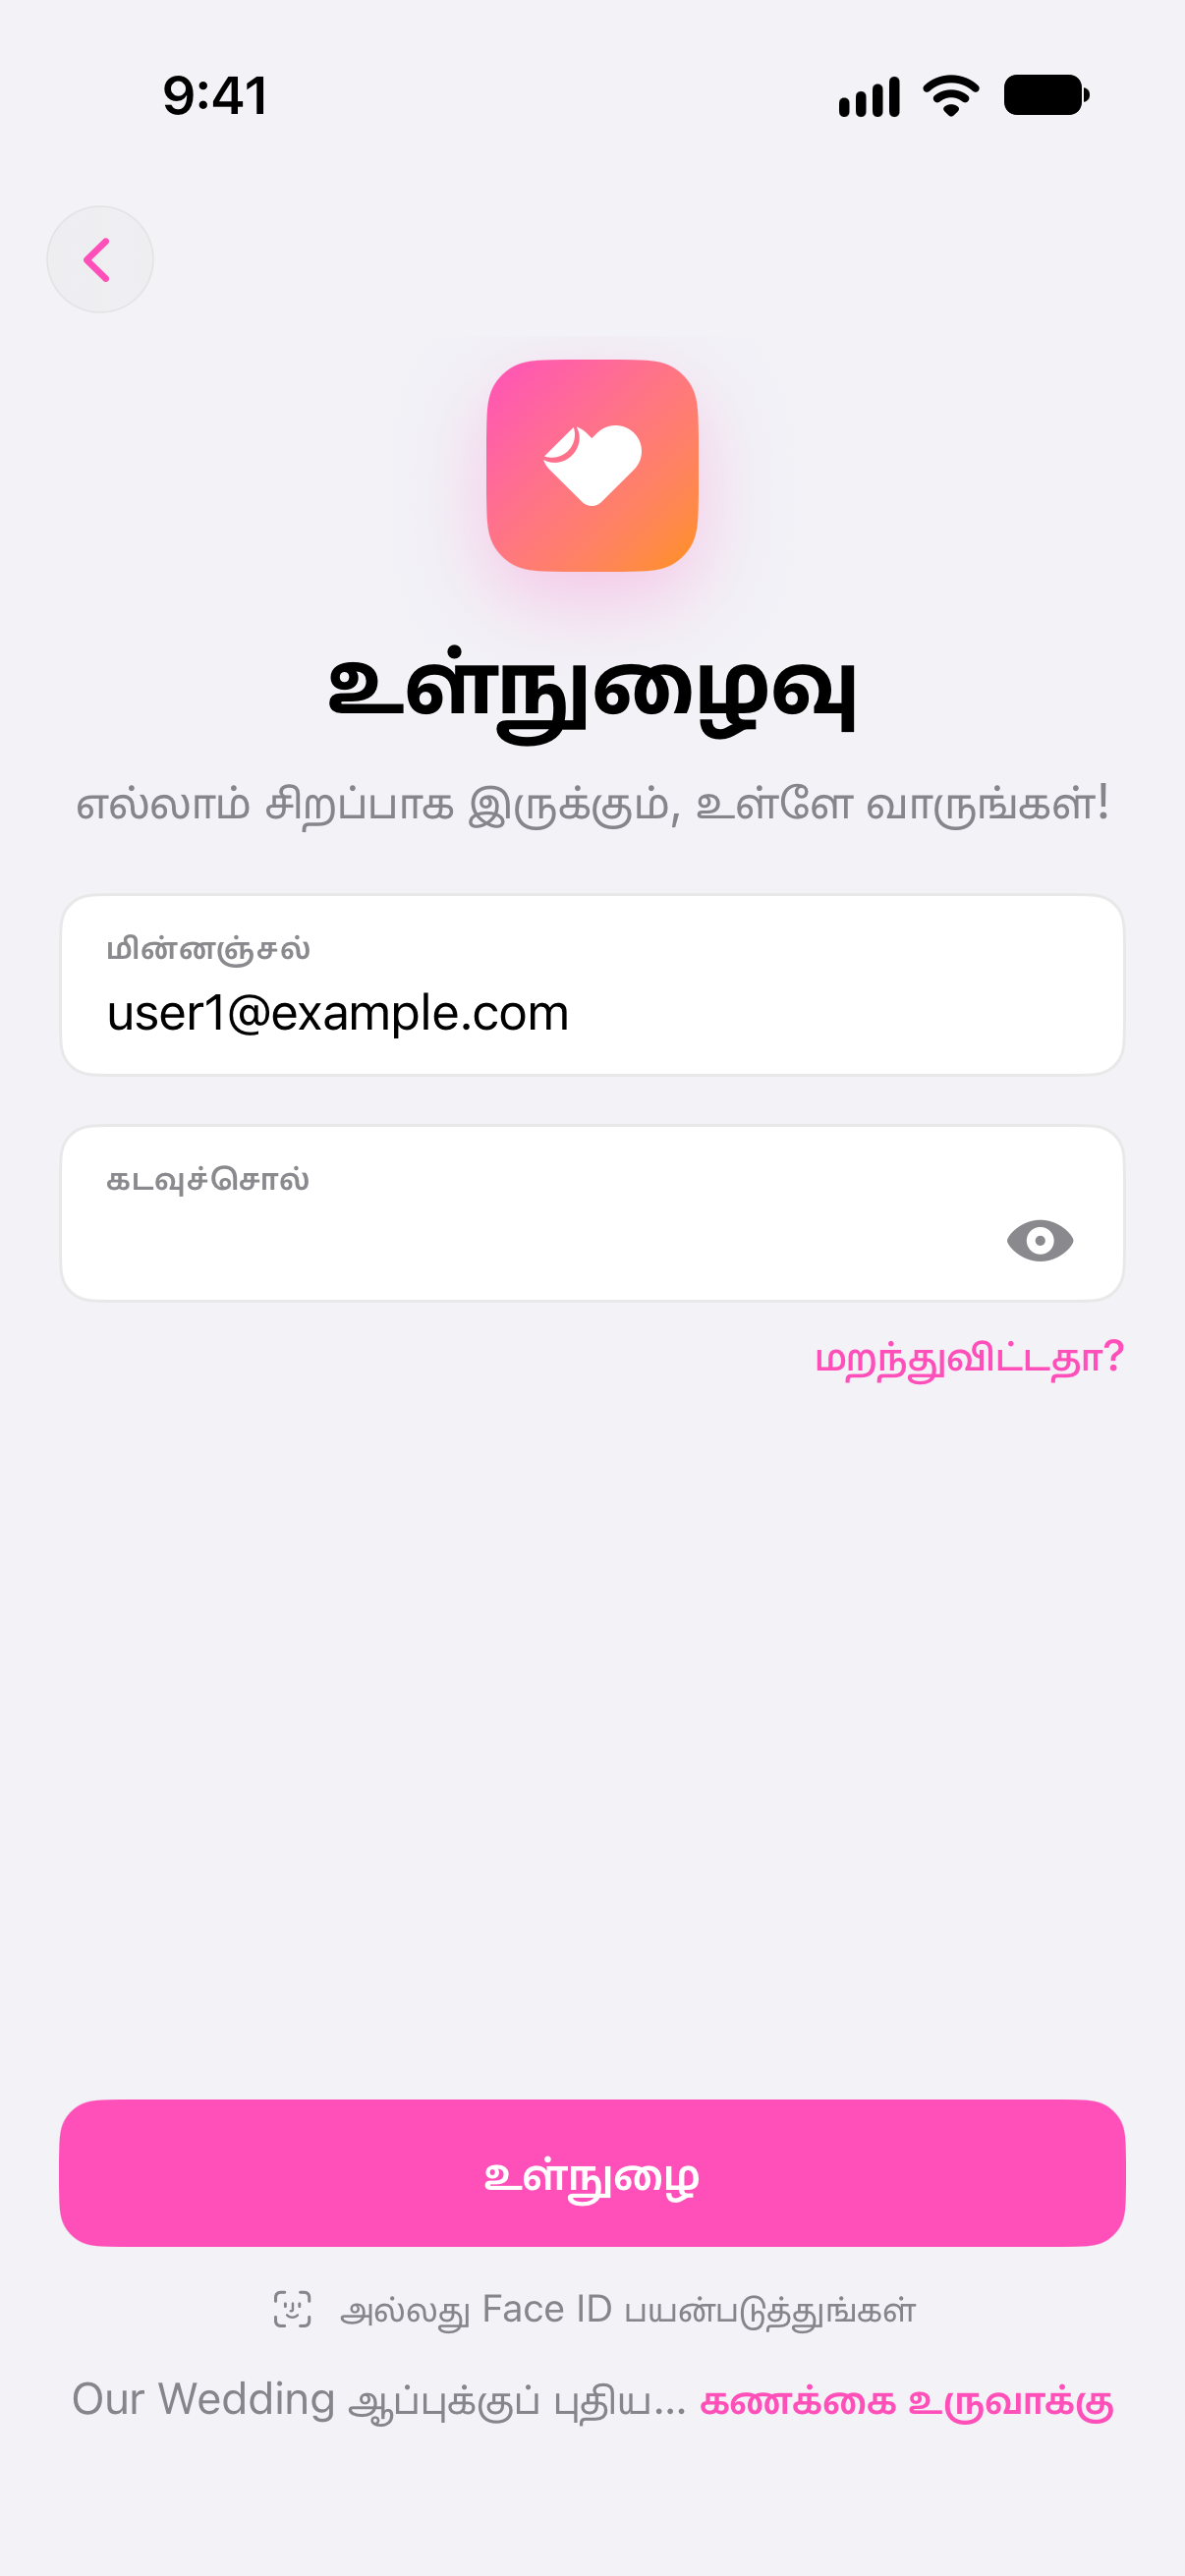 9:41
உள்நுழைவு
எல்லாம் சிறப்பாக இருக்கும், உள்ளே வாருங்கள்!
மின்னஞ்சல்
user1@example.com
கடவுச்சொல்
மறந்துவிட்டதா?
உள்நுழை
அல்லது Face ID பயன்படுத்துங்கள்
Our Wedding ஆப்புக்குப் புதிய... கணக்கை உருவாக்கு